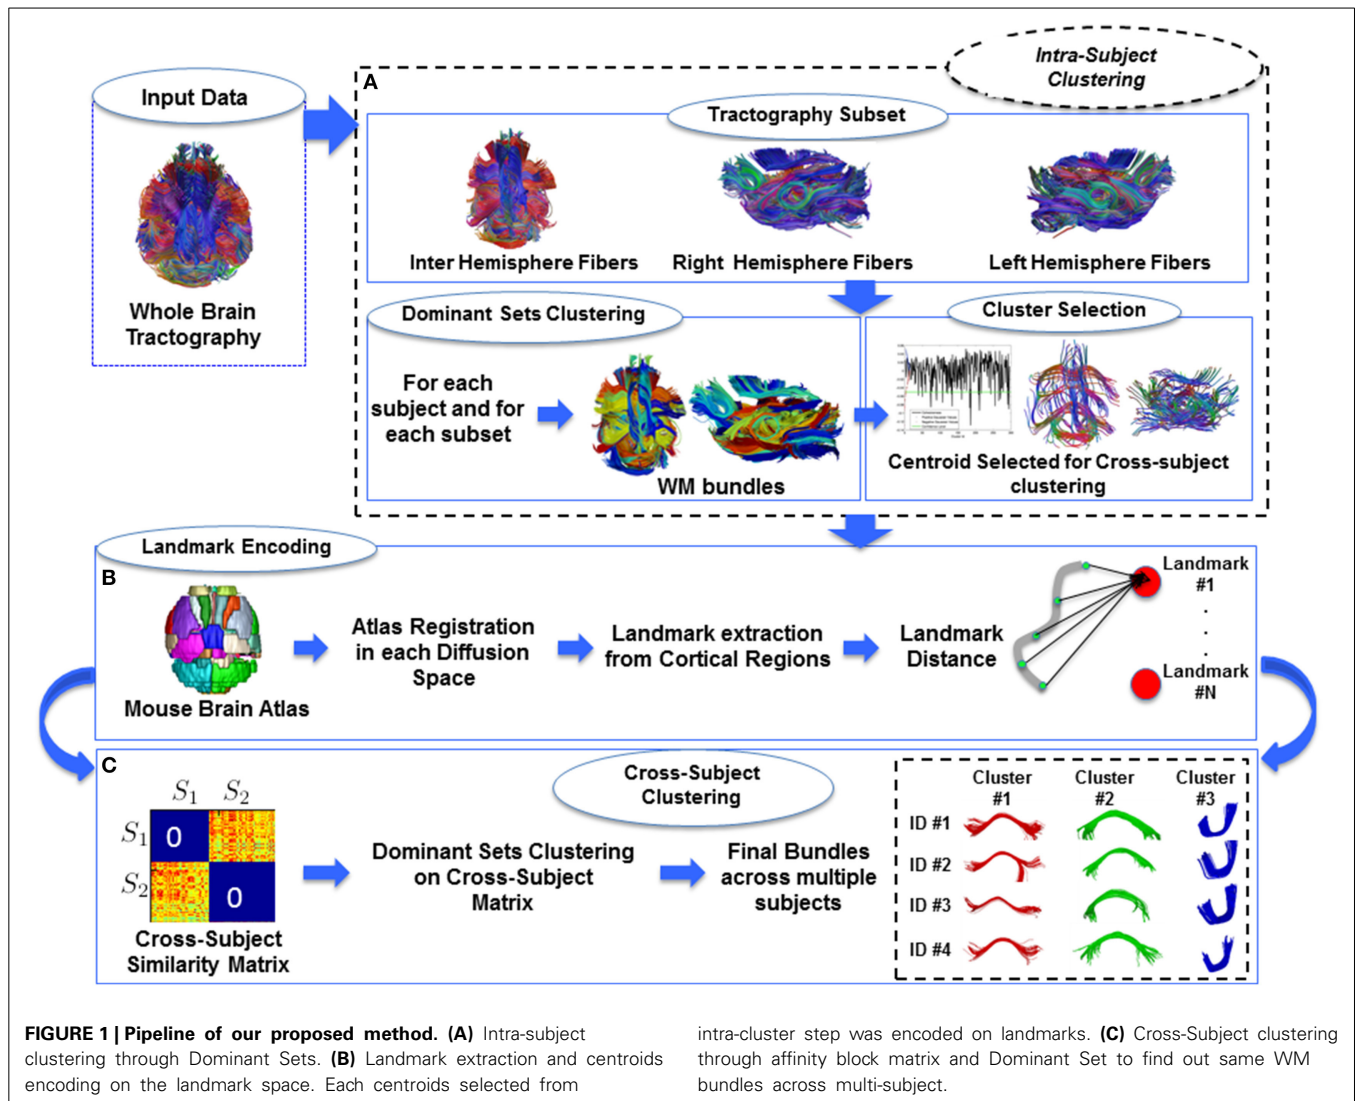 Input Data
Whole Brain
Tractography
A
Intra-Subject
Clustering
Tractography Subset
Inter Hemisphere Fibers
Right Hemisphere Fibers
Left Hemisphere Fibers
Dominant Sets Clustering
For each
subject and for
each subset
WM bundles
Cluster Selection
Centroid Selected for Cross-subject
clustering
Landmark Encoding
B
Mouse Brain Atlas
Atlas Registration
in each Diffusion
Space
Landmark extraction
from Cortical Regions
Landmark
Distance
Landmark
#1
.
.
.
Landmark
#N
C
Cross-Subject
Clustering
S1 S2
S1 0
S2 0
Cross-Subject
Similarity Matrix
Dominant Sets Clustering
on Cross-Subject
Matrix
Final Bundles
across multiple
subjects
Cluster #1
Cluster #2
Cluster #3
ID #1
ID #2
ID #3
ID #4
FIGURE 1 | Pipeline of our proposed method. (A) Intra-subject
clustering through Dominant Sets. (B) Landmark extraction and centroids
encoding on the landmark space. Each centroids selected from
intra-cluster step was encoded on landmarks. (C) Cross-Subject clustering
through affinity block matrix and Dominant Set to find out same WM
bundles across multi-subject.